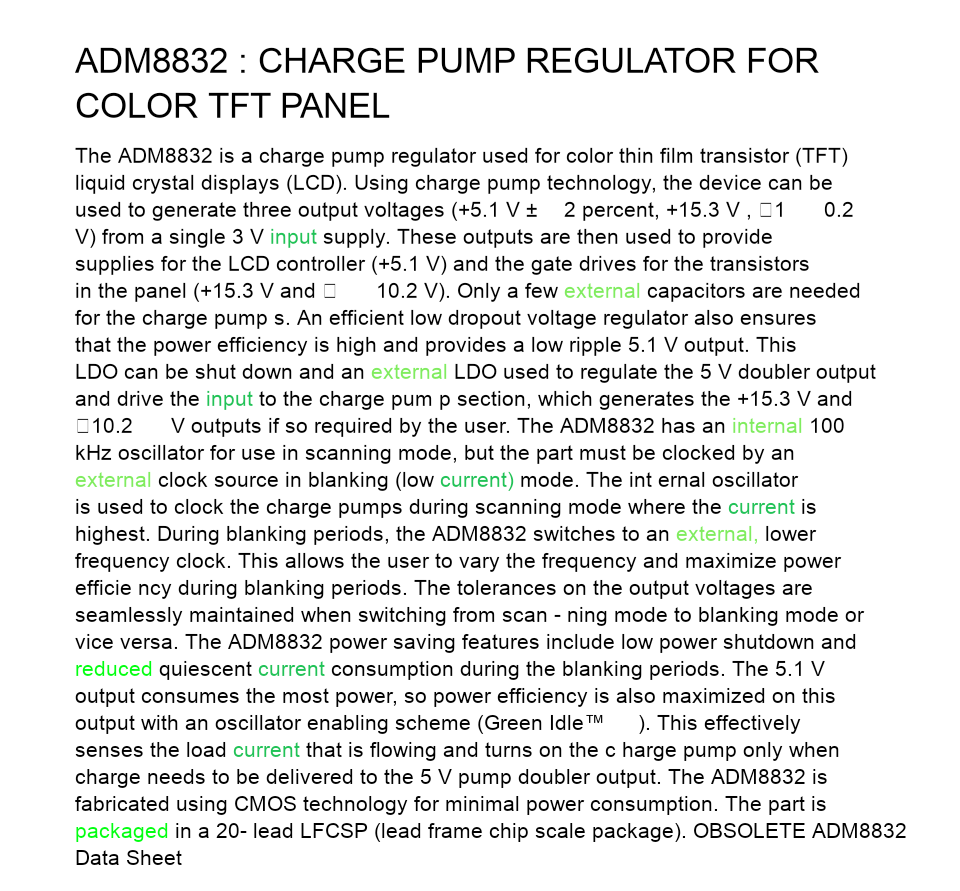 ADM8832 : CHARGE PUMP REGULATOR FOR
COLOR TFT PANEL
The ADM8832 is a charge pump regulator used for color thin film transistor (TFT)
liquid crystal displays (LCD). Using charge pump technology, the device can be
used to generate three output voltages (+5.1 V ± 2 percent, +15.3 V , □1 0.2
V) from a single 3 V input supply. These outputs are then used to provide
supplies for the LCD controller (+5.1 V) and the gate drives for the transistors
in the panel (+15.3 V and □ 10.2 V). Only a few external capacitors are needed
for the charge pump s. An efficient low dropout voltage regulator also ensures
that the power efficiency is high and provides a low ripple 5.1 V output. This
LDO can be shut down and an external LDO used to regulate the 5 V doubler output
and drive the input to the charge pum p section, which generates the +15.3 V and
□10.2 V outputs if so required by the user. The ADM8832 has an internal 100
kHz oscillator for use in scanning mode, but the part must be clocked by an
external clock source in blanking (low current) mode. The int ernal oscillator
is used to clock the charge pumps during scanning mode where the current is
highest. During blanking periods, the ADM8832 switches to an external, lower
frequency clock. This allows the user to vary the frequency and maximize power
efficie ncy during blanking periods. The tolerances on the output voltages are
seamlessly maintained when switching from scan - ning mode to blanking mode or
vice versa. The ADM8832 power saving features include low power shutdown and
reduced quiescent current consumption during the blanking periods. The 5.1 V
output consumes the most power, so power efficiency is also maximized on this
output with an oscillator enabling scheme (Green Idle™ ). This effectively
senses the load current that is flowing and turns on the c harge pump only when
charge needs to be delivered to the 5 V pump doubler output. The ADM8832 is
fabricated using CMOS technology for minimal power consumption. The part is
packaged in a 20- lead LFCSP (lead frame chip scale package). OBSOLETE ADM8832
Data Sheet